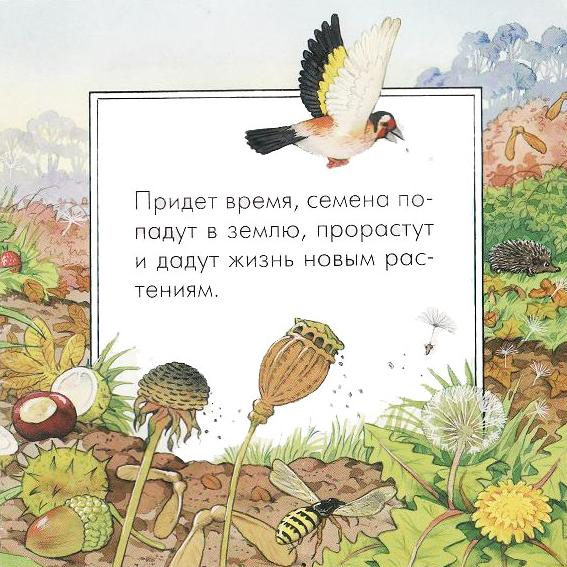 Придет время, семена по-
падут в землю, прорастут
и дадут жизнь новым рас-
тениям.